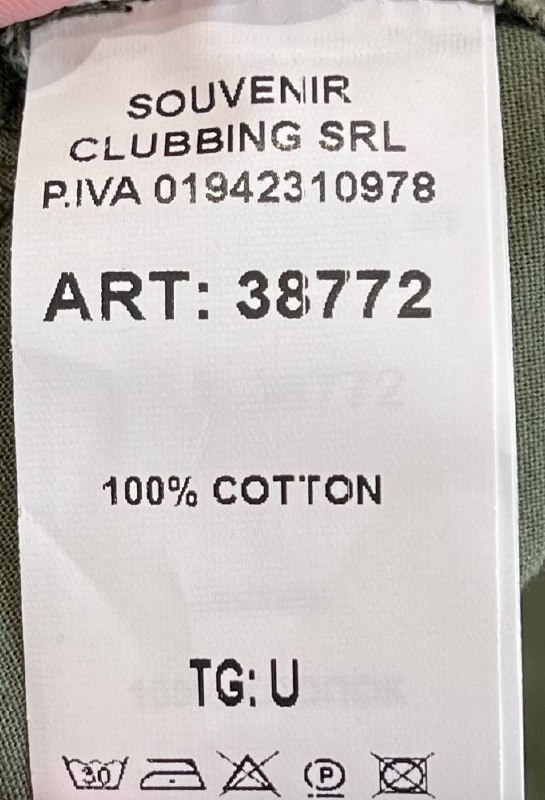 SOUVENIR
CLUBBING SRL
P.IVA 01942310978
ART: 38772
100% COTTON
TG: U
30 P